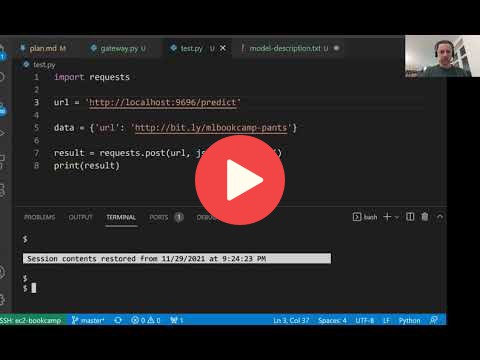 plan.md M
gateway.py U
test.py U
model-description.txt U
test.py
1 import requests
2
3 url = 'http://localhost:9696/predict'
4
5 data = {'url': 'http://bit.ly/mlbookcamp-pants'}
6
7 result = requests.post(url, js ()
8 print(result)
PROBLEMS OUTPUT TERMINAL PORTS 1 DEBU
bash
$
Session contents restored from 11/29/2021 at 9:24:23 PM
$
$
SSH: ec2-bookcamp master* 0 0 1 Ln 3, Col 37 Spaces: 4 UTF-8 LF Python